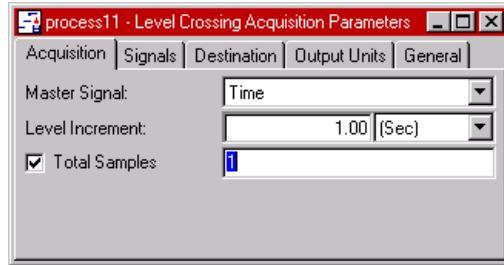 process11 - Level Crossing Acquisition Parameters
Acquisition Signals Destination Output Units General
Master Signal: Time
Level Increment: 1.00 (Sec)
Total Samples 1